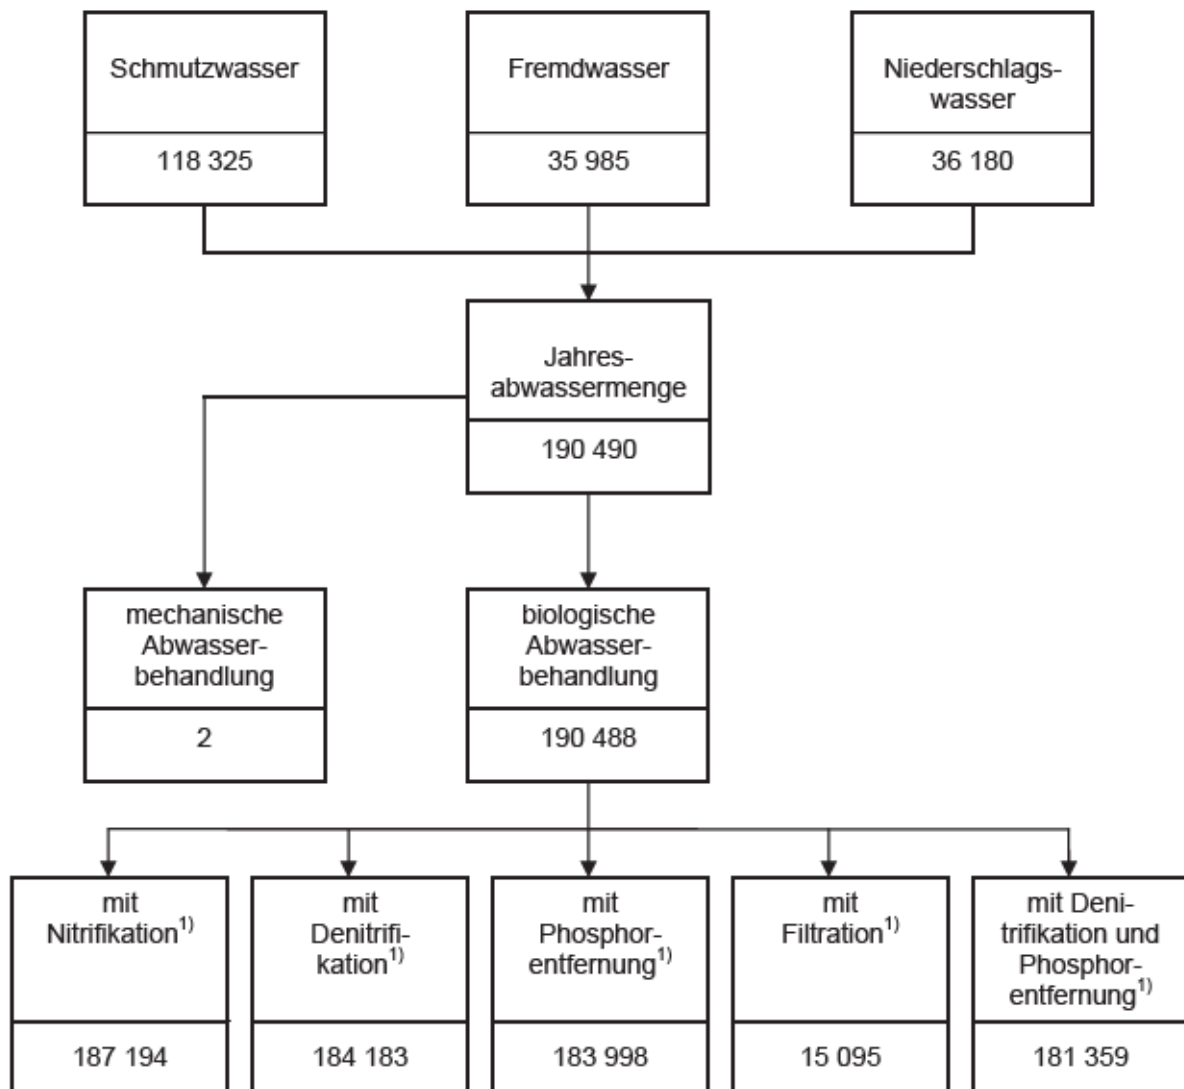 Schmutzwasser
118 325
Fremdwasser
35 985
Niederschlags-
wasser
36 180
Jahres-
abwassermenge
190 490
mechanische
Abwasser-
behandlung
2
biologische
Abwasser-
behandlung
190 488
mit
Nitrifikation¹⁾
187 194
mit
Denitrifi-
kation¹⁾
184 183
mit
Phosphor-
entfernung¹⁾
183 998
mit
Filtration¹⁾
15 095
mit Deni-
trifikation und
Phosphor-
entfernung¹⁾
181 359